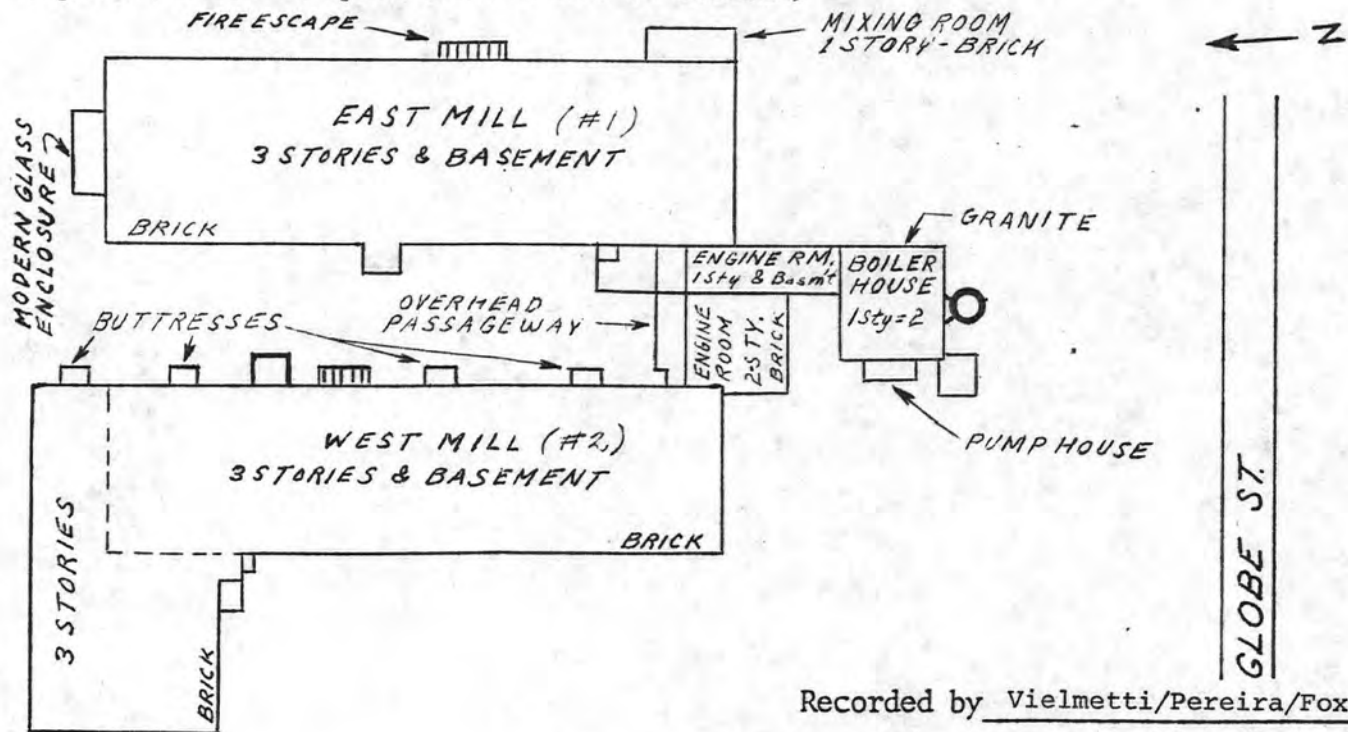 FIRE ESCAPE
MIXING ROOM
1 STORY - BRICK
N
EAST MILL (#1)
3 STORIES & BASEMENT
MODERN GLASS
ENCLOSURE
BRICK
GRANITE
ENGINE RM.
1 Sty & Basm't
BOILER
HOUSE
1 Sty = 2
OVERHEAD
PASSAGEWAY
BUTTRESSES
ENGINE
ROOM
2-STY.
BRICK
PUMP HOUSE
WEST MILL (#2)
3 STORIES & BASEMENT
BRICK
3 STORIES
BRICK
GLOBE ST.
Recorded by Vielmetti/Pereira/Fox